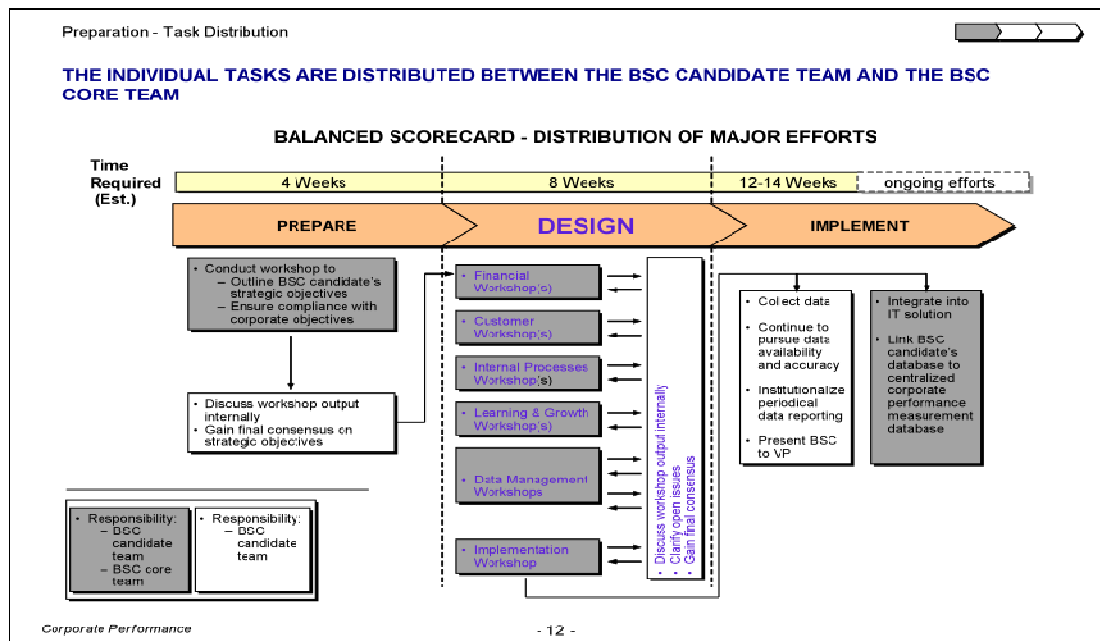 Preparation - Task Distribution
THE INDIVIDUAL TASKS ARE DISTRIBUTED BETWEEN THE BSC CANDIDATE TEAM AND THE BSC
CORE TEAM
BALANCED SCORECARD - DISTRIBUTION OF MAJOR EFFORTS
Time
Required
(Est.)
4 Weeks
8 Weeks
12-14 Weeks
ongoing efforts
PREPARE
DESIGN
IMPLEMENT
• Conduct workshop to
– Outline BSC candidate's
strategic objectives
– Ensure compliance with
corporate objectives
• Discuss workshop output
internally
• Gain final consensus on
strategic objectives
• Financial
Workshop(s)
• Customer
Workshop(s)
• Internal Processes
Workshop(s)
• Learning & Growth
Workshop(s)
• Data Management
Workshops
• Implementation
Workshop
• Discuss workshop output internally
• Clarify open issues
• Gain final consensus
• Collect data
• Continue to
pursue data
availability
and accuracy
• Institutionalize
periodical
data reporting
• Present BSC
to VP
• Integrate into
IT solution
• Link BSC
candidate's
database to
centralized
corporate
performance
measurement
database
• Responsibility:
– BSC
candidate
team
– BSC core
team
• Responsibility:
– BSC
candidate
team
Corporate Performance
- 12 -